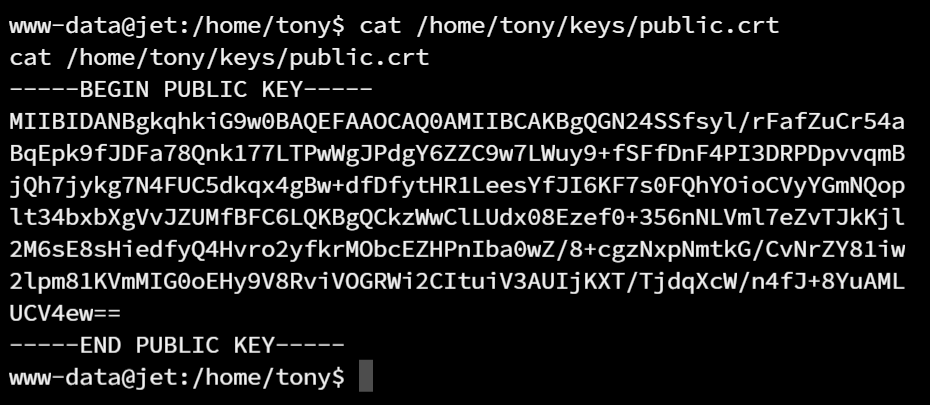 www-data@jet:/home/tony$ cat /home/tony/keys/public.crt
cat /home/tony/keys/public.crt
-----BEGIN PUBLIC KEY-----
MIIBIDANBgkqhkiG9w0BAQEFAAOCAQ0AMIIBCAKBgQGN24SSfsyl/rFafZuCr54a
BqEpk9fJDFa78Qnk177LTPwWgJPdgY6ZZC9w7LWuy9+fSFfDnF4PI3DRPDpvvqmB
jQh7jykg7N4FUC5dkqx4gBw+dfDfytHR1LeesYfJI6KF7s0FQhYOioCVyYGmNQop
lt34bxbXgVvJZUMfBFC6LQKBgQCkzWwClLUdx08Ezef0+356nNLVml7eZvTJkKjl
2M6sE8sHiedfyQ4Hvro2yfkrMObcEZHPnIba0wZ/8+cgzNxpNmtkG/CvNrZY81iw
2lpm81KVmMIG0oEHy9V8RviVOGRWi2CItuiV3AUIjKXT/TjdqXcW/n4fJ+8YuAML
UCV4ew==
-----END PUBLIC KEY-----
www-data@jet:/home/tony$